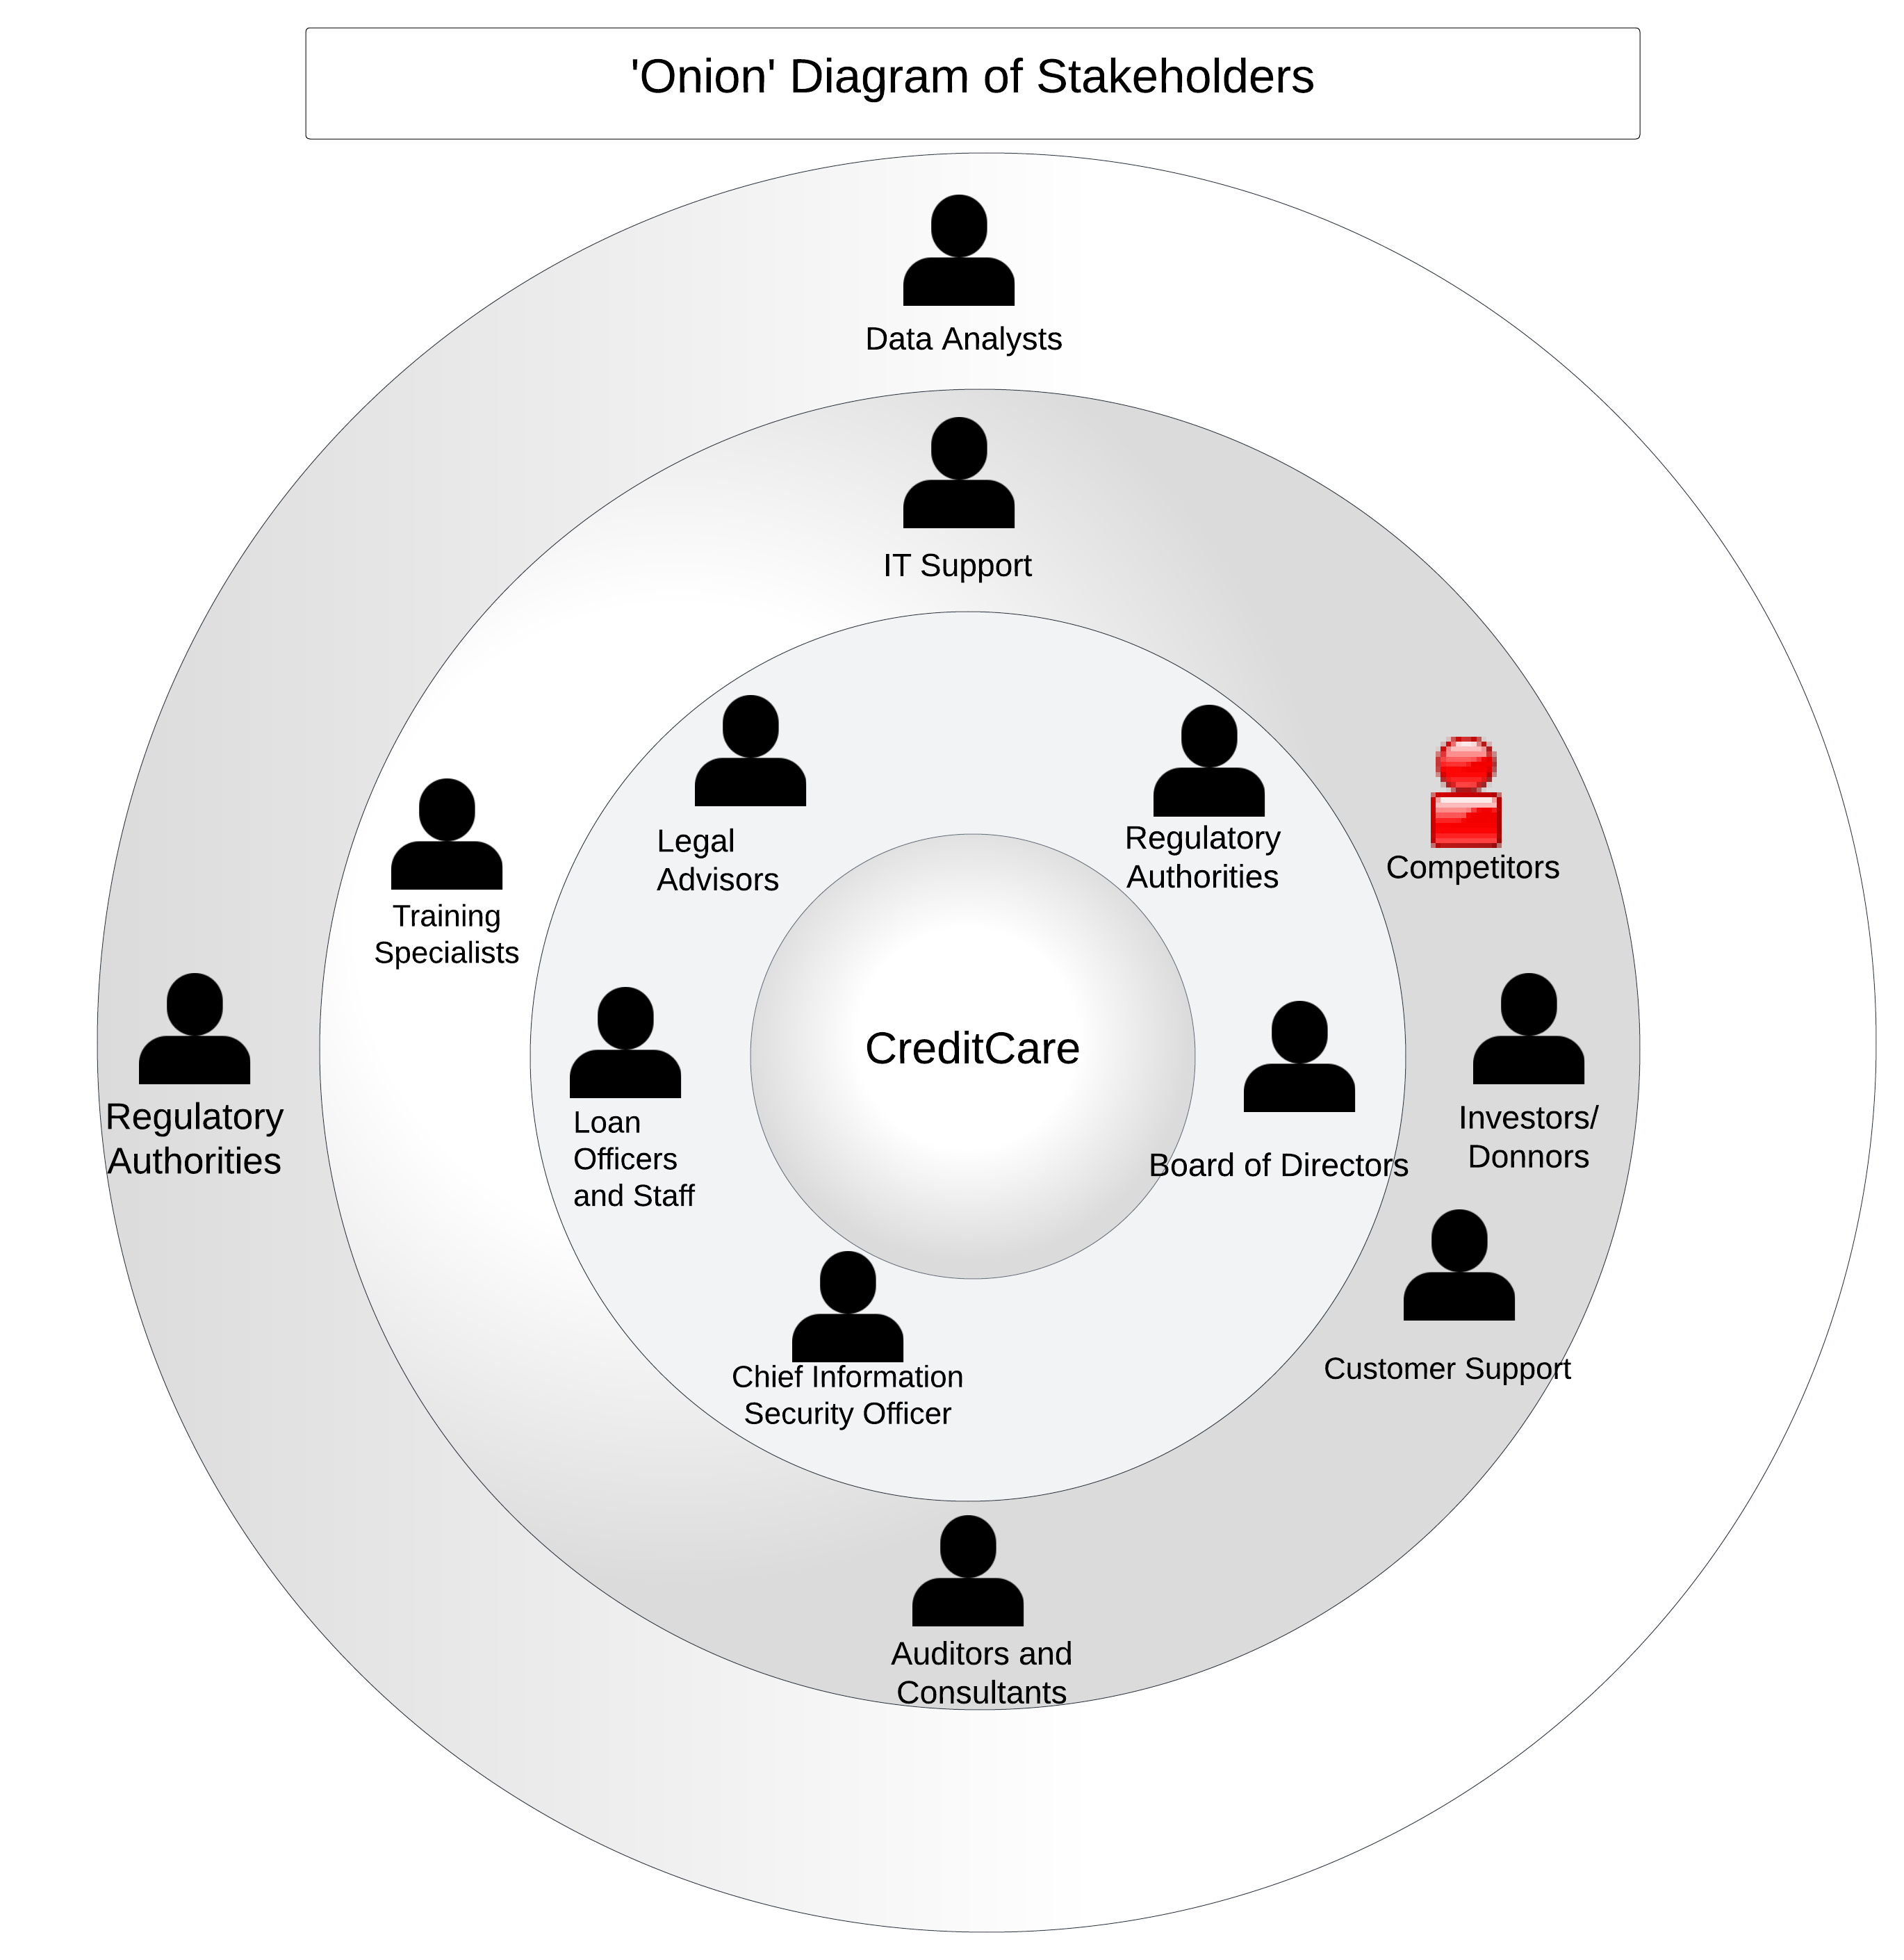 'Onion' Diagram of Stakeholders
Data Analysts
IT Support
Legal
Advisors
Regulatory
Authorities
Competitors
Training
Specialists
CreditCare
Regulatory
Authorities
Loan
Officers
and Staff
Board of Directors
Investors/
Donnors
Customer Support
Chief Information
Security Officer
Auditors and
Consultants